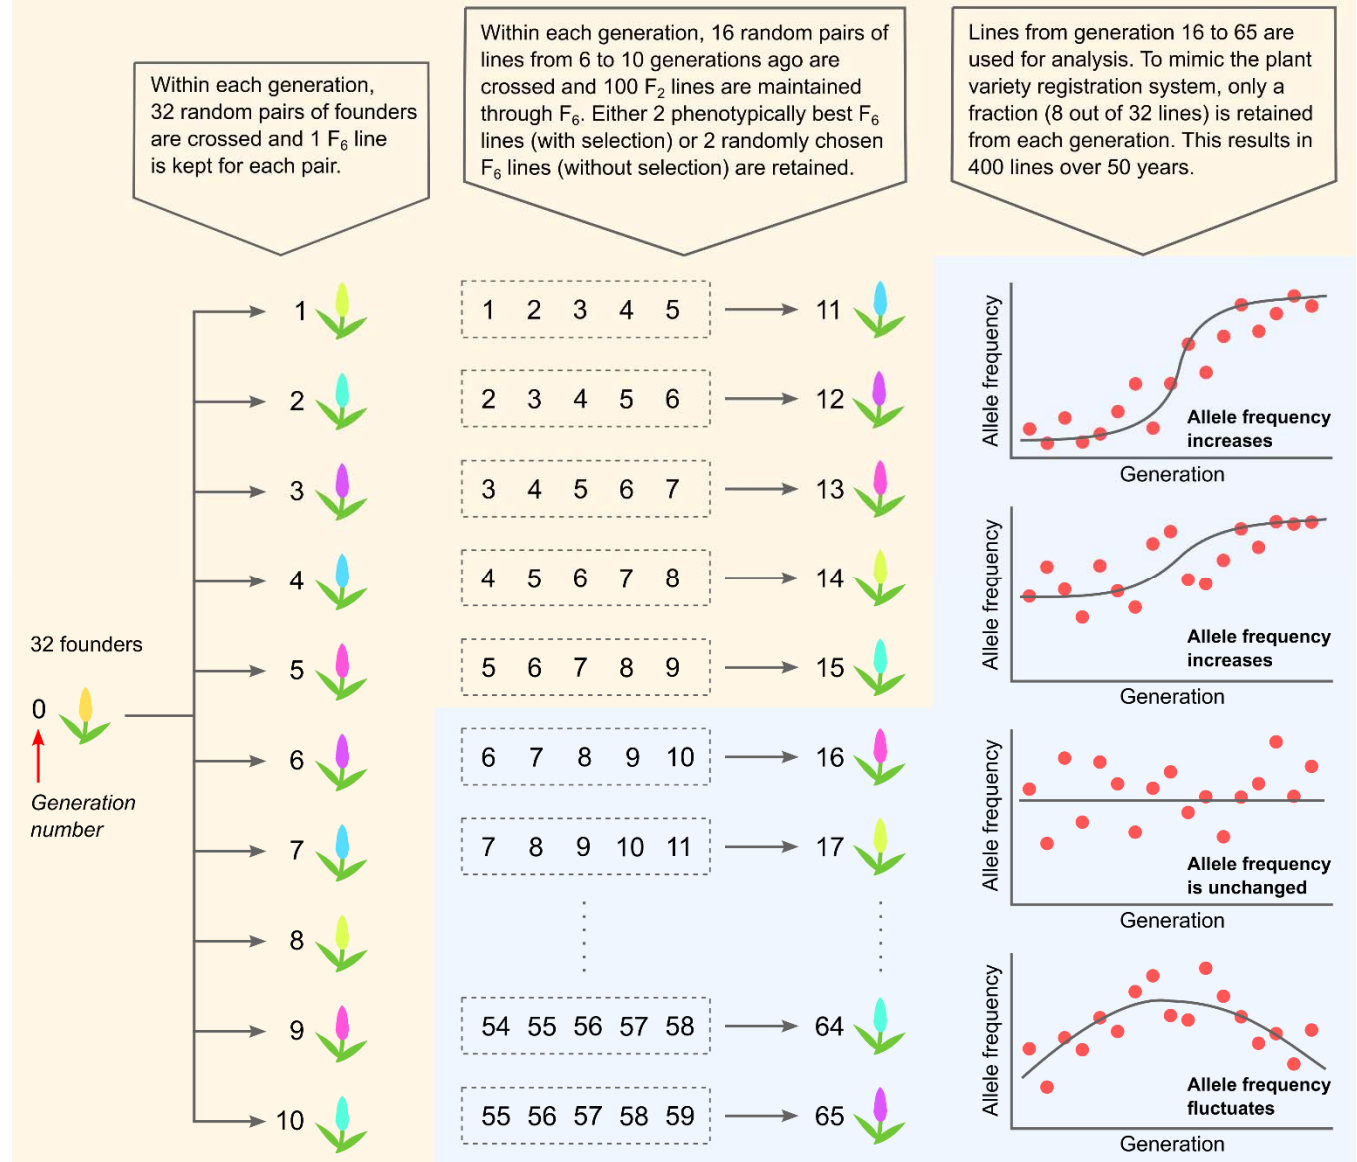 Within each generation,
32 random pairs of founders
are crossed and 1 F6 line
is kept for each pair.
Within each generation, 16 random pairs of
lines from 6 to 10 generations ago are
crossed and 100 F2 lines are maintained
through F6. Either 2 phenotypically best F6
lines (with selection) or 2 randomly chosen
F6 lines (without selection) are retained.
Lines from generation 16 to 65 are
used for analysis. To mimic the plant
variety registration system, only a
fraction (8 out of 32 lines) is retained
from each generation. This results in
400 lines over 50 years.
32 founders
0
Generation
number
1
2
3
4
5
6
7
8
9
10
1 2 3 4 5 11
2 3 4 5 6 12
3 4 5 6 7 13
4 5 6 7 8 14
5 6 7 8 9 15
6 7 8 9 10 16
7 8 9 10 11 17
54 55 56 57 58 64
55 56 57 58 59 65
Allele frequency
Allele frequency
increases
Generation
Allele frequency
Allele frequency
increases
Generation
Allele frequency
Allele frequency
is unchanged
Generation
Allele frequency
Allele frequency
fluctuates
Generation